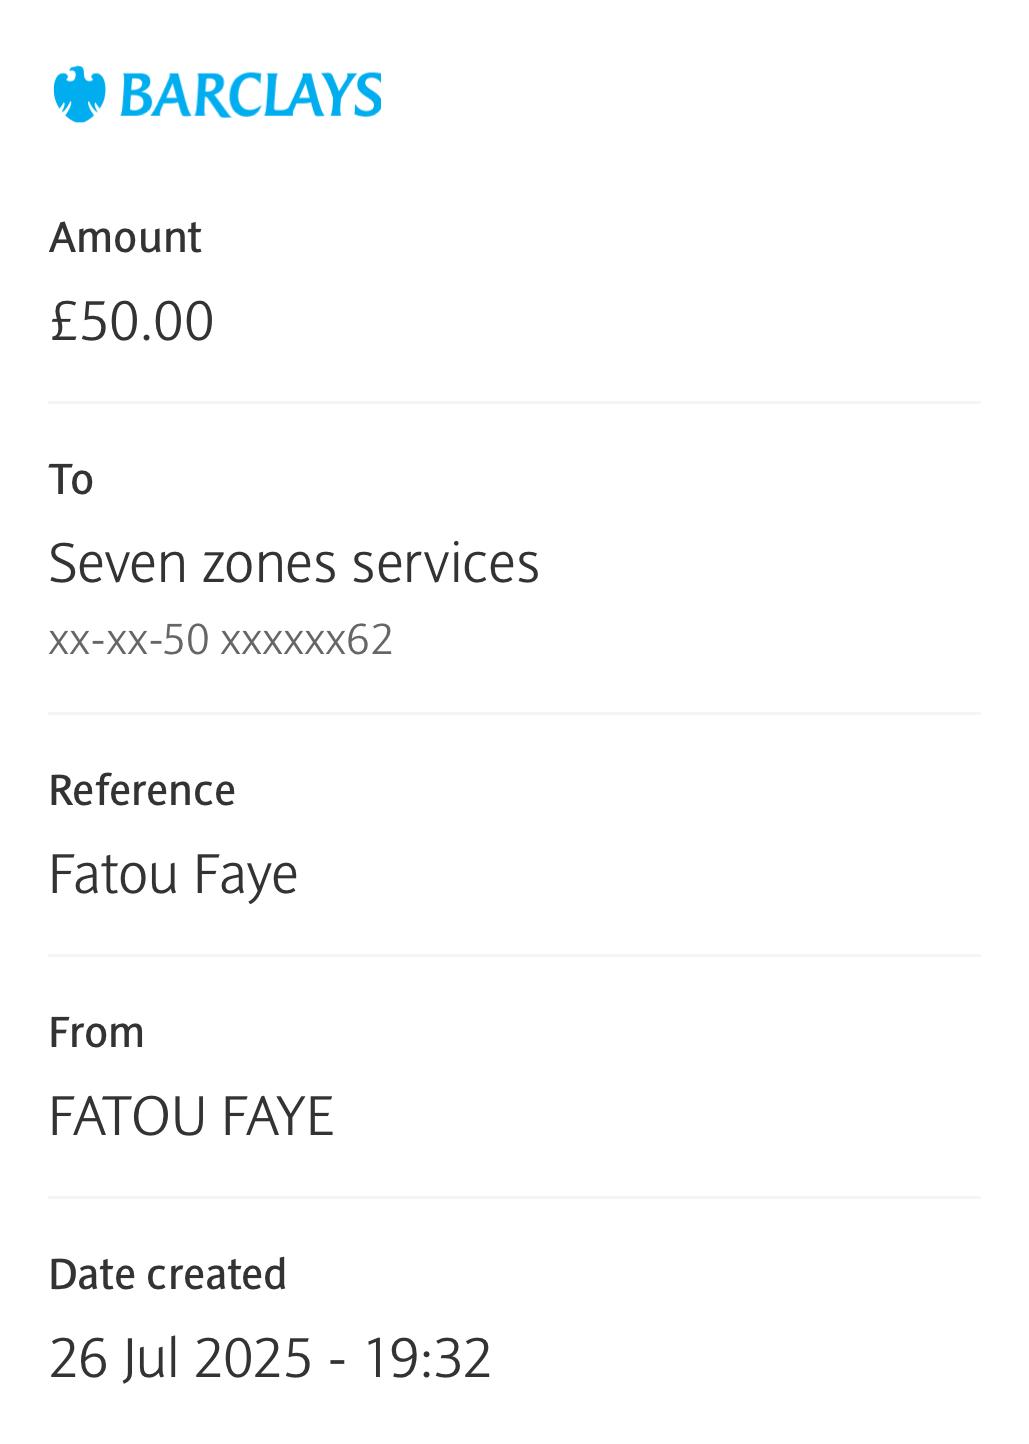 BARCLAYS
Amount
£50.00
To
Seven zones services
xx-xx-50 xxxxxx62
Reference
Fatou Faye
From
FATOU FAYE
Date created
26 Jul 2025 - 19:32